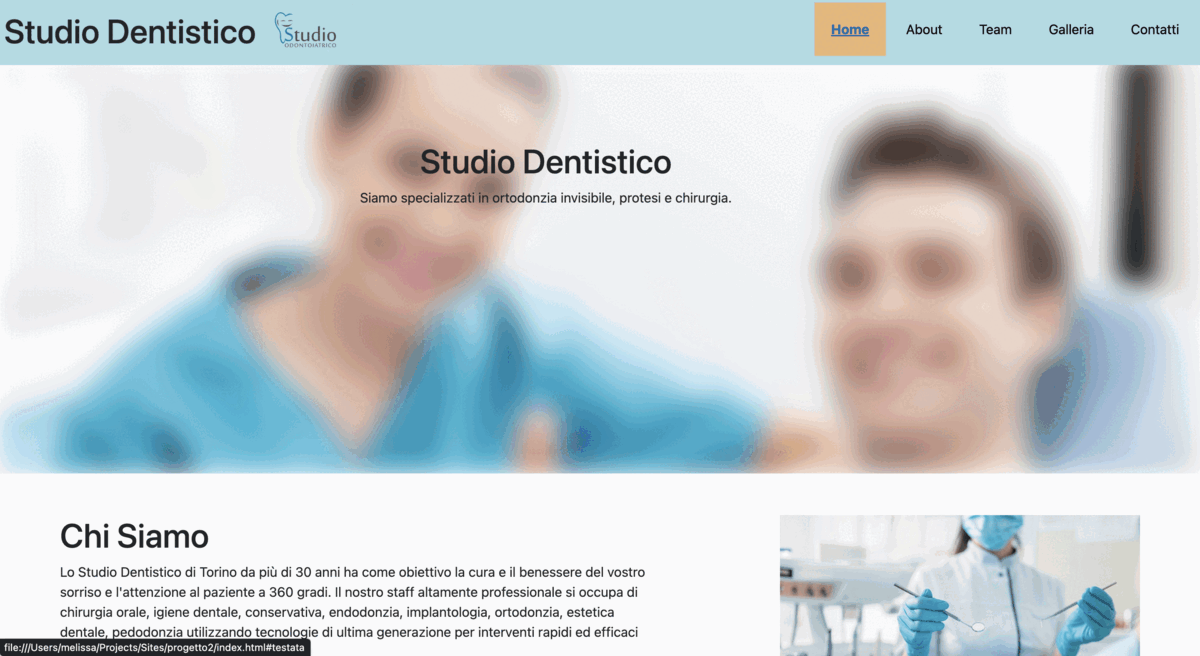 Studio Dentistico
Studio
ODONTOIATRICO
Home
About
Team
Galleria
Contatti
Studio Dentistico
Siamo specializzati in ortodonzia invisibile, protesi e chirurgia.
Chi Siamo
Lo Studio Dentistico di Torino da più di 30 anni ha come obiettivo la cura e il benessere del vostro
sorriso e l'attenzione al paziente a 360 gradi. Il nostro staff altamente professionale si occupa di
chirurgia orale, igiene dentale, conservativa, endodonzia, implantologia, ortodonzia, estetica
dentale, pedodonzia utilizzando tecnologie di ultima generazione per interventi rapidi ed efficaci
file:///Users/melissa/Projects/Sites/progetto2/index.html#testata